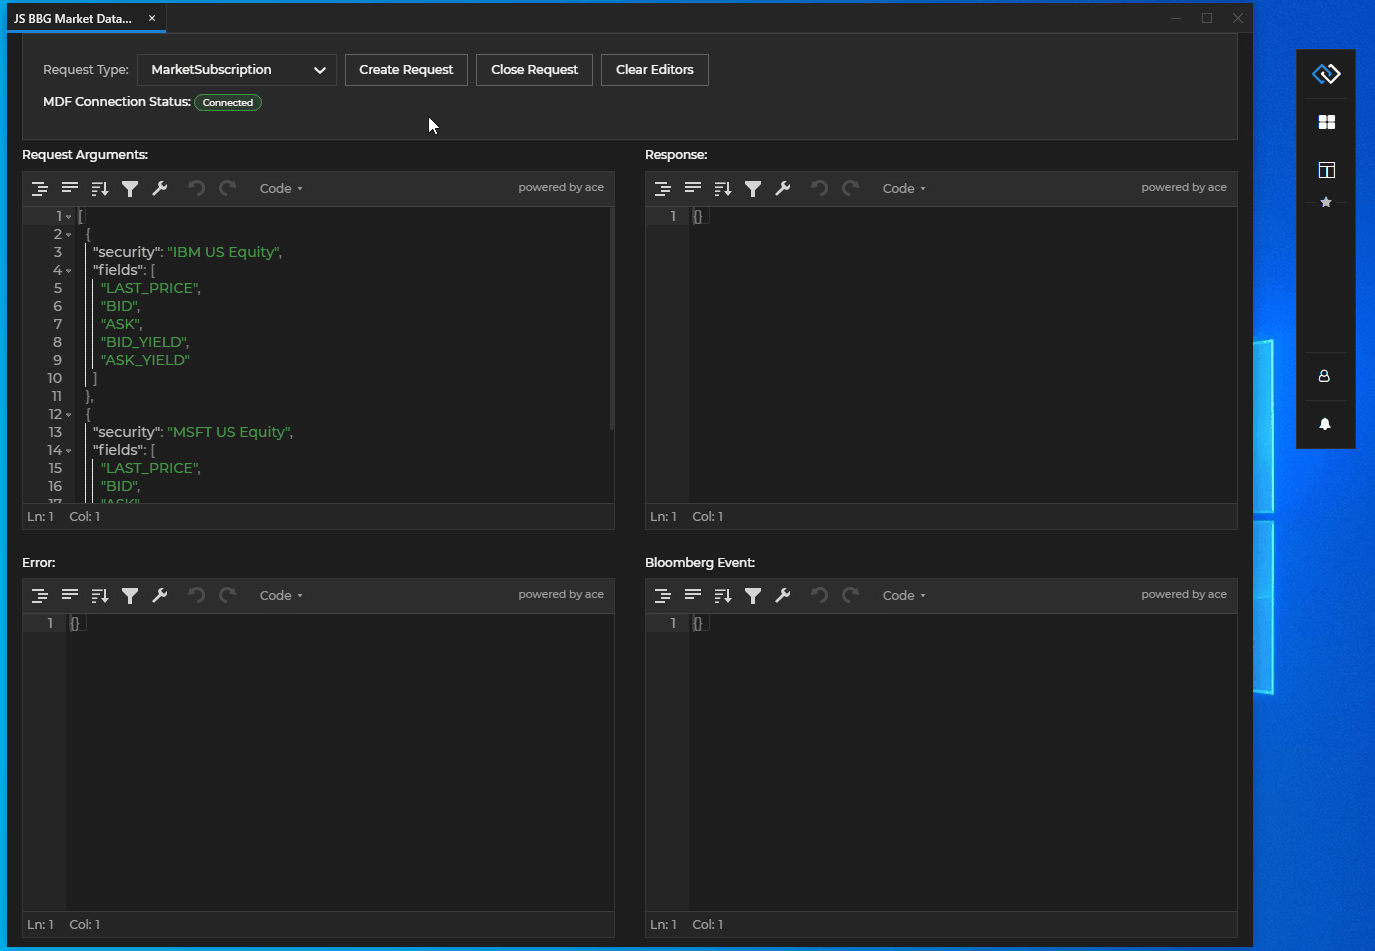 JS BBG Market Data... ×
Request Type: MarketSubscription Create Request Close Request Clear Editors
MDF Connection Status: Connected
Request Arguments:
Code
powered by ace
1 [
2 {
3 "security": "IBM US Equity",
4 "fields": [
5 "LAST_PRICE",
6 "BID",
7 "ASK",
8 "BID_YIELD",
9 "ASK_YIELD"
10 ]
11 },
12 {
13 "security": "MSFT US Equity",
14 "fields": [
15 "LAST_PRICE",
16 "BID",
17 "ASK"
Ln: 1 Col: 1
Response:
Code
powered by ace
1 {}
Ln: 1 Col: 1
Error:
Code
powered by ace
1 {}
Ln: 1 Col: 1
Bloomberg Event:
Code
powered by ace
1 {}
Ln: 1 Col: 1